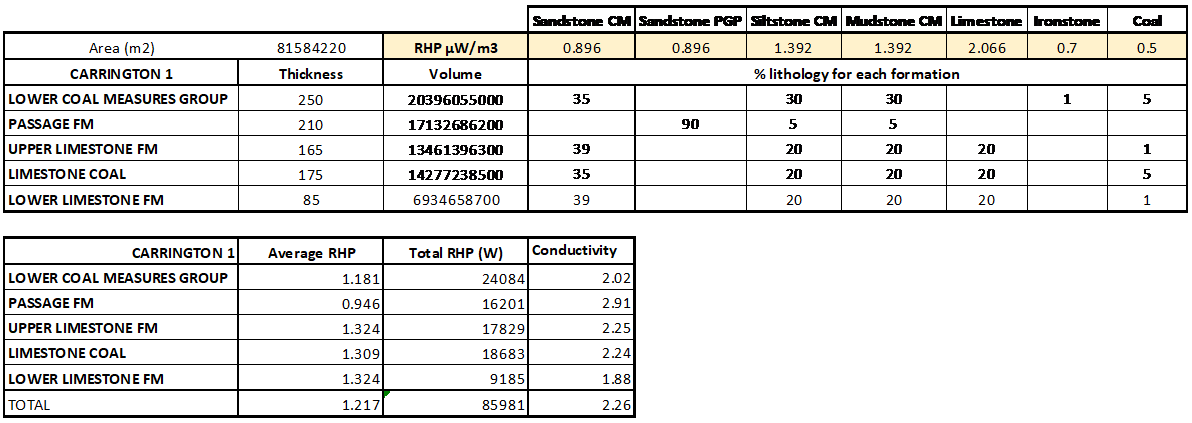 Sandstone CM Sandstone PGP Siltstone CM Mudstone CM Limestone Ironstone Coal
Area (m2) 81584220 RHP µW/m3 0.896 0.896 1.392 1.392 2.066 0.7 0.5
CARRINGTON 1 Thickness Volume % lithology for each formation
LOWER COAL MEASURES GROUP 250 20396055000 35 30 30 1 5
PASSAGE FM 210 17132686200 90 5 5
UPPER LIMESTONE FM 165 13461396300 39 20 20 20 1
LIMESTONE COAL 175 14277238500 35 20 20 20 5
LOWER LIMESTONE FM 85 6934658700 39 20 20 20 1
CARRINGTON 1 Average RHP Total RHP (W) Conductivity
LOWER COAL MEASURES GROUP 1.181 24084 2.02
PASSAGE FM 0.946 16201 2.91
UPPER LIMESTONE FM 1.324 17829 2.25
LIMESTONE COAL 1.309 18683 2.24
LOWER LIMESTONE FM 1.324 9185 1.88
TOTAL 1.217 85981 2.26